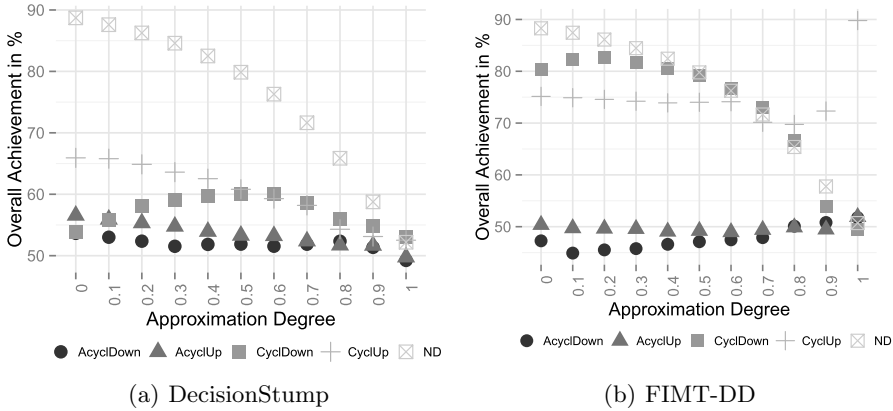 Overall Achievement in %
90
80
70
60
50
0 0.1 0.2 0.3 0.4 0.5 0.6 0.7 0.8 0.9 1
Approximation Degree
AcyclDown AcyclUp CyclDown CyclUp ND
(a) DecisionStump
Overall Achievement in %
90
80
70
60
50
0 0.1 0.2 0.3 0.4 0.5 0.6 0.7 0.8 0.9 1
Approximation Degree
AcyclDown AcyclUp CyclDown CyclUp ND
(b) FIMT-DD